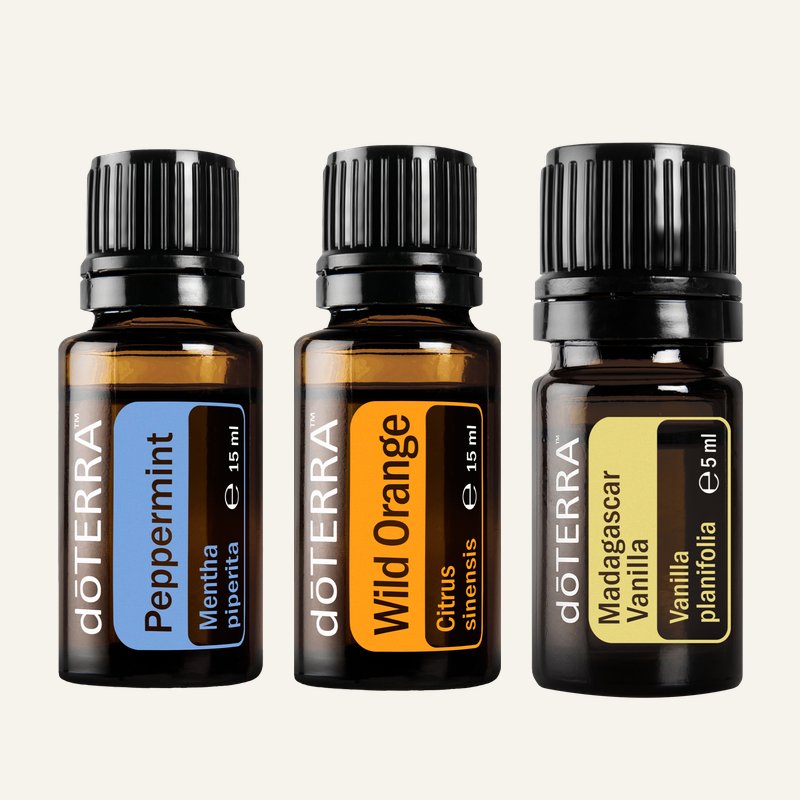 dōTERRA™
Peppermint
Mentha
piperita
℮ 15 ml
dōTERRA™
Wild Orange
Citrus
sinensis
℮ 15 ml
dōTERRA™
Madagascar
Vanilla
Vanilla
planifolia
℮ 5 ml